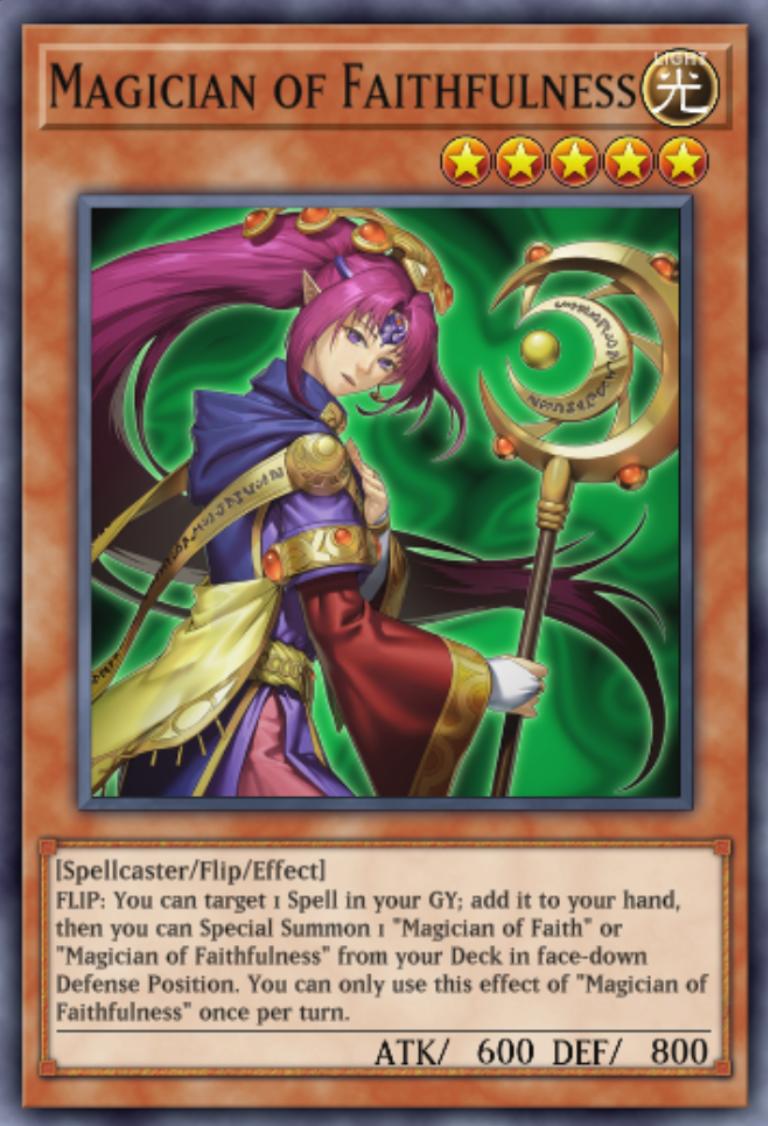 Magician of Faithfulness
LIGHT
光
[Spellcaster/Flip/Effect]
FLIP: You can target 1 Spell in your GY; add it to your hand,
then you can Special Summon 1 "Magician of Faith" or
"Magician of Faithfulness" from your Deck in face-down
Defense Position. You can only use this effect of "Magician of
Faithfulness" once per turn.
ATK/ 600 DEF/ 800